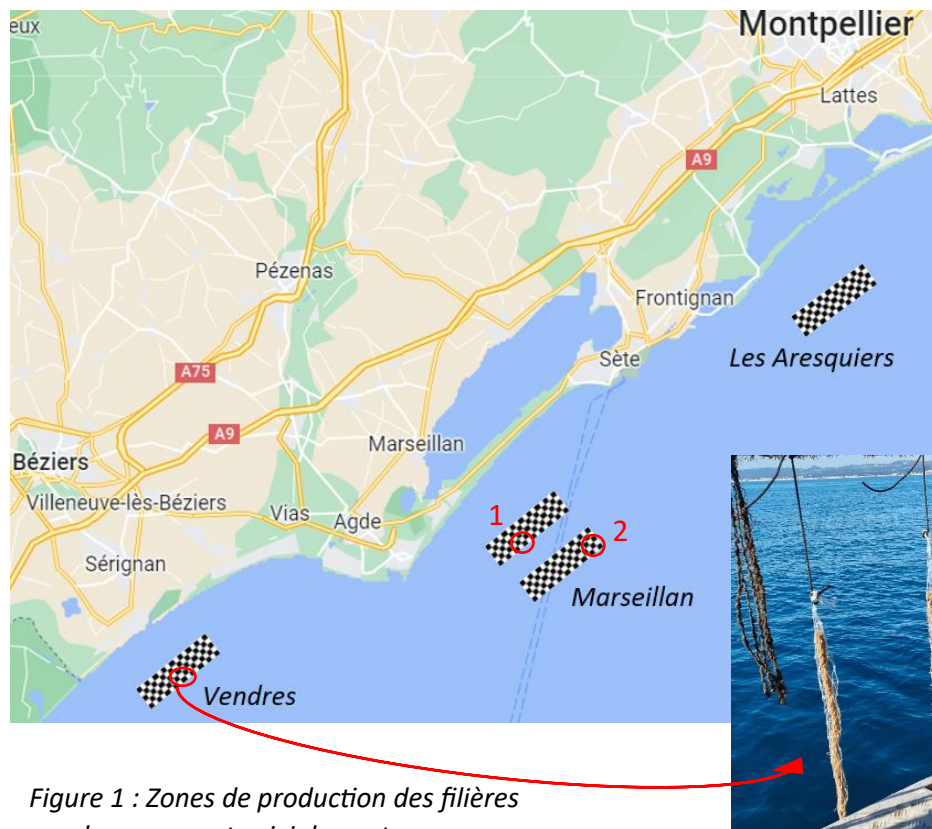 eux
Montpellier
Lattes
A9
Pézenas
Frontignan
Sète
Les Aresquiers
A75
A9
Marseillan
Béziers
Villeneuve-lès-Béziers
Vias
Agde
1
2
Sérignan
Marseillan
Vendres
Figure 1 : Zones de production des filières